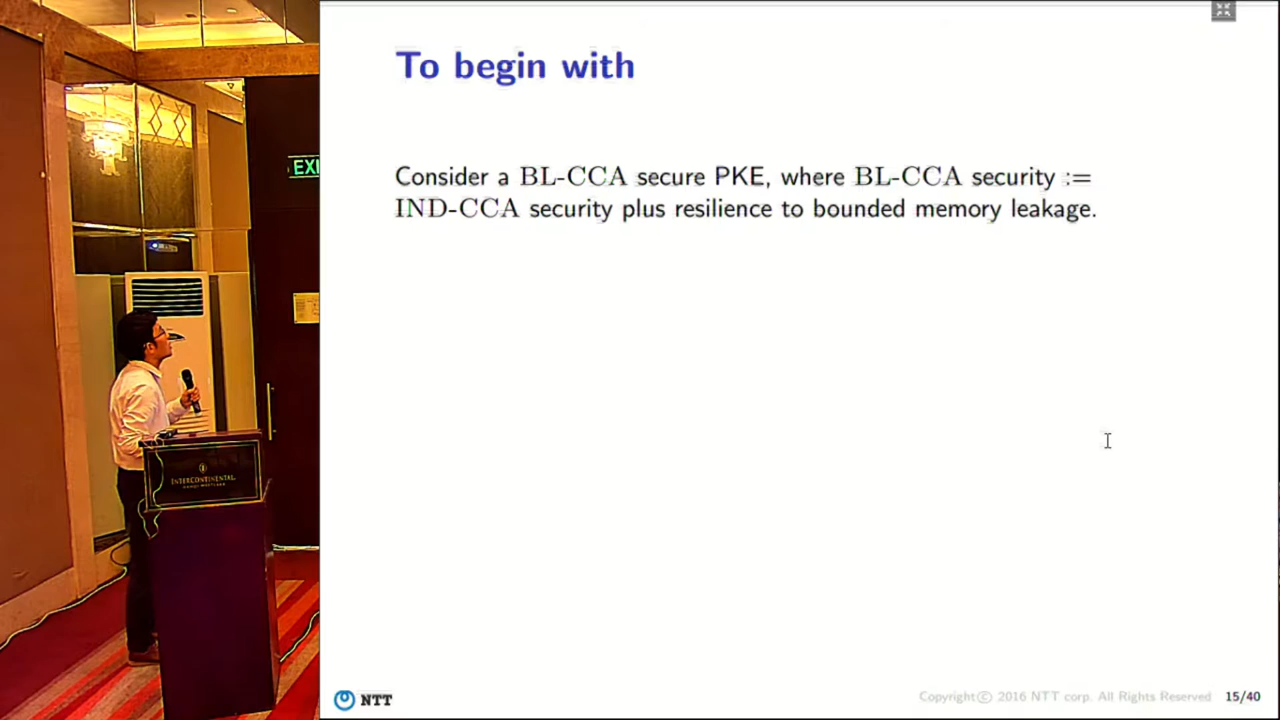 To begin with
Consider a BL-CCA secure PKE, where BL-CCA security :=
IND-CCA security plus resilience to bounded memory leakage.
EXI
INTERCONTINENTAL
NTT
Copyright© 2016 NTT corp. All Rights Reserved 15/40